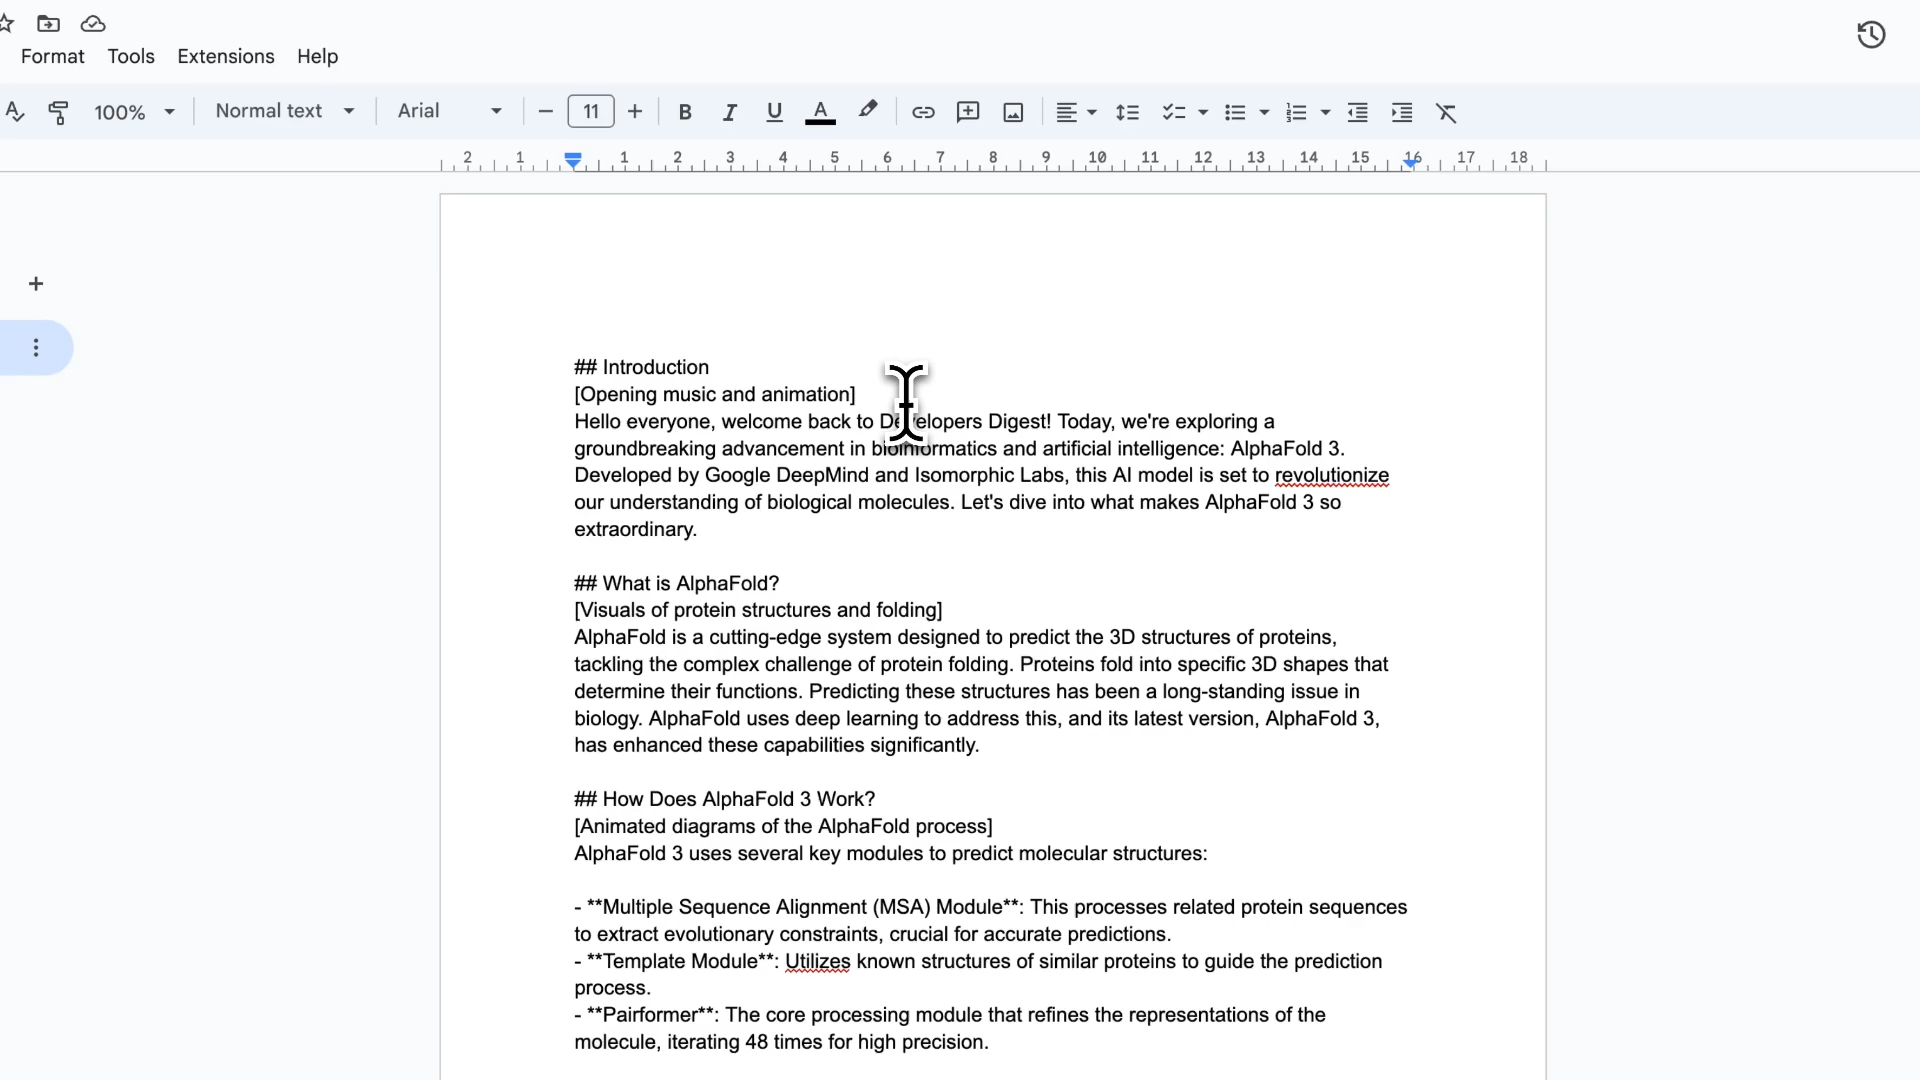 Format Tools Extensions Help
100% Normal text Arial 11
2 1 1 2 3 4 5 6 7 8 9 10 11 12 13 14 15 16 17 18
## Introduction
[Opening music and animation]
Hello everyone, welcome back to Developers Digest! Today, we're exploring a
groundbreaking advancement in bioinformatics and artificial intelligence: AlphaFold 3.
Developed by Google DeepMind and Isomorphic Labs, this AI model is set to revolutionize
our understanding of biological molecules. Let's dive into what makes AlphaFold 3 so
extraordinary.
## What is AlphaFold?
[Visuals of protein structures and folding]
AlphaFold is a cutting-edge system designed to predict the 3D structures of proteins,
tackling the complex challenge of protein folding. Proteins fold into specific 3D shapes that
determine their functions. Predicting these structures has been a long-standing issue in
biology. AlphaFold uses deep learning to address this, and its latest version, AlphaFold 3,
has enhanced these capabilities significantly.
## How Does AlphaFold 3 Work?
[Animated diagrams of the AlphaFold process]
AlphaFold 3 uses several key modules to predict molecular structures:
- **Multiple Sequence Alignment (MSA) Module**: This processes related protein sequences
to extract evolutionary constraints, crucial for accurate predictions.
- **Template Module**: Utilizes known structures of similar proteins to guide the prediction
process.
- **Pairformer**: The core processing module that refines the representations of the
molecule, iterating 48 times for high precision.